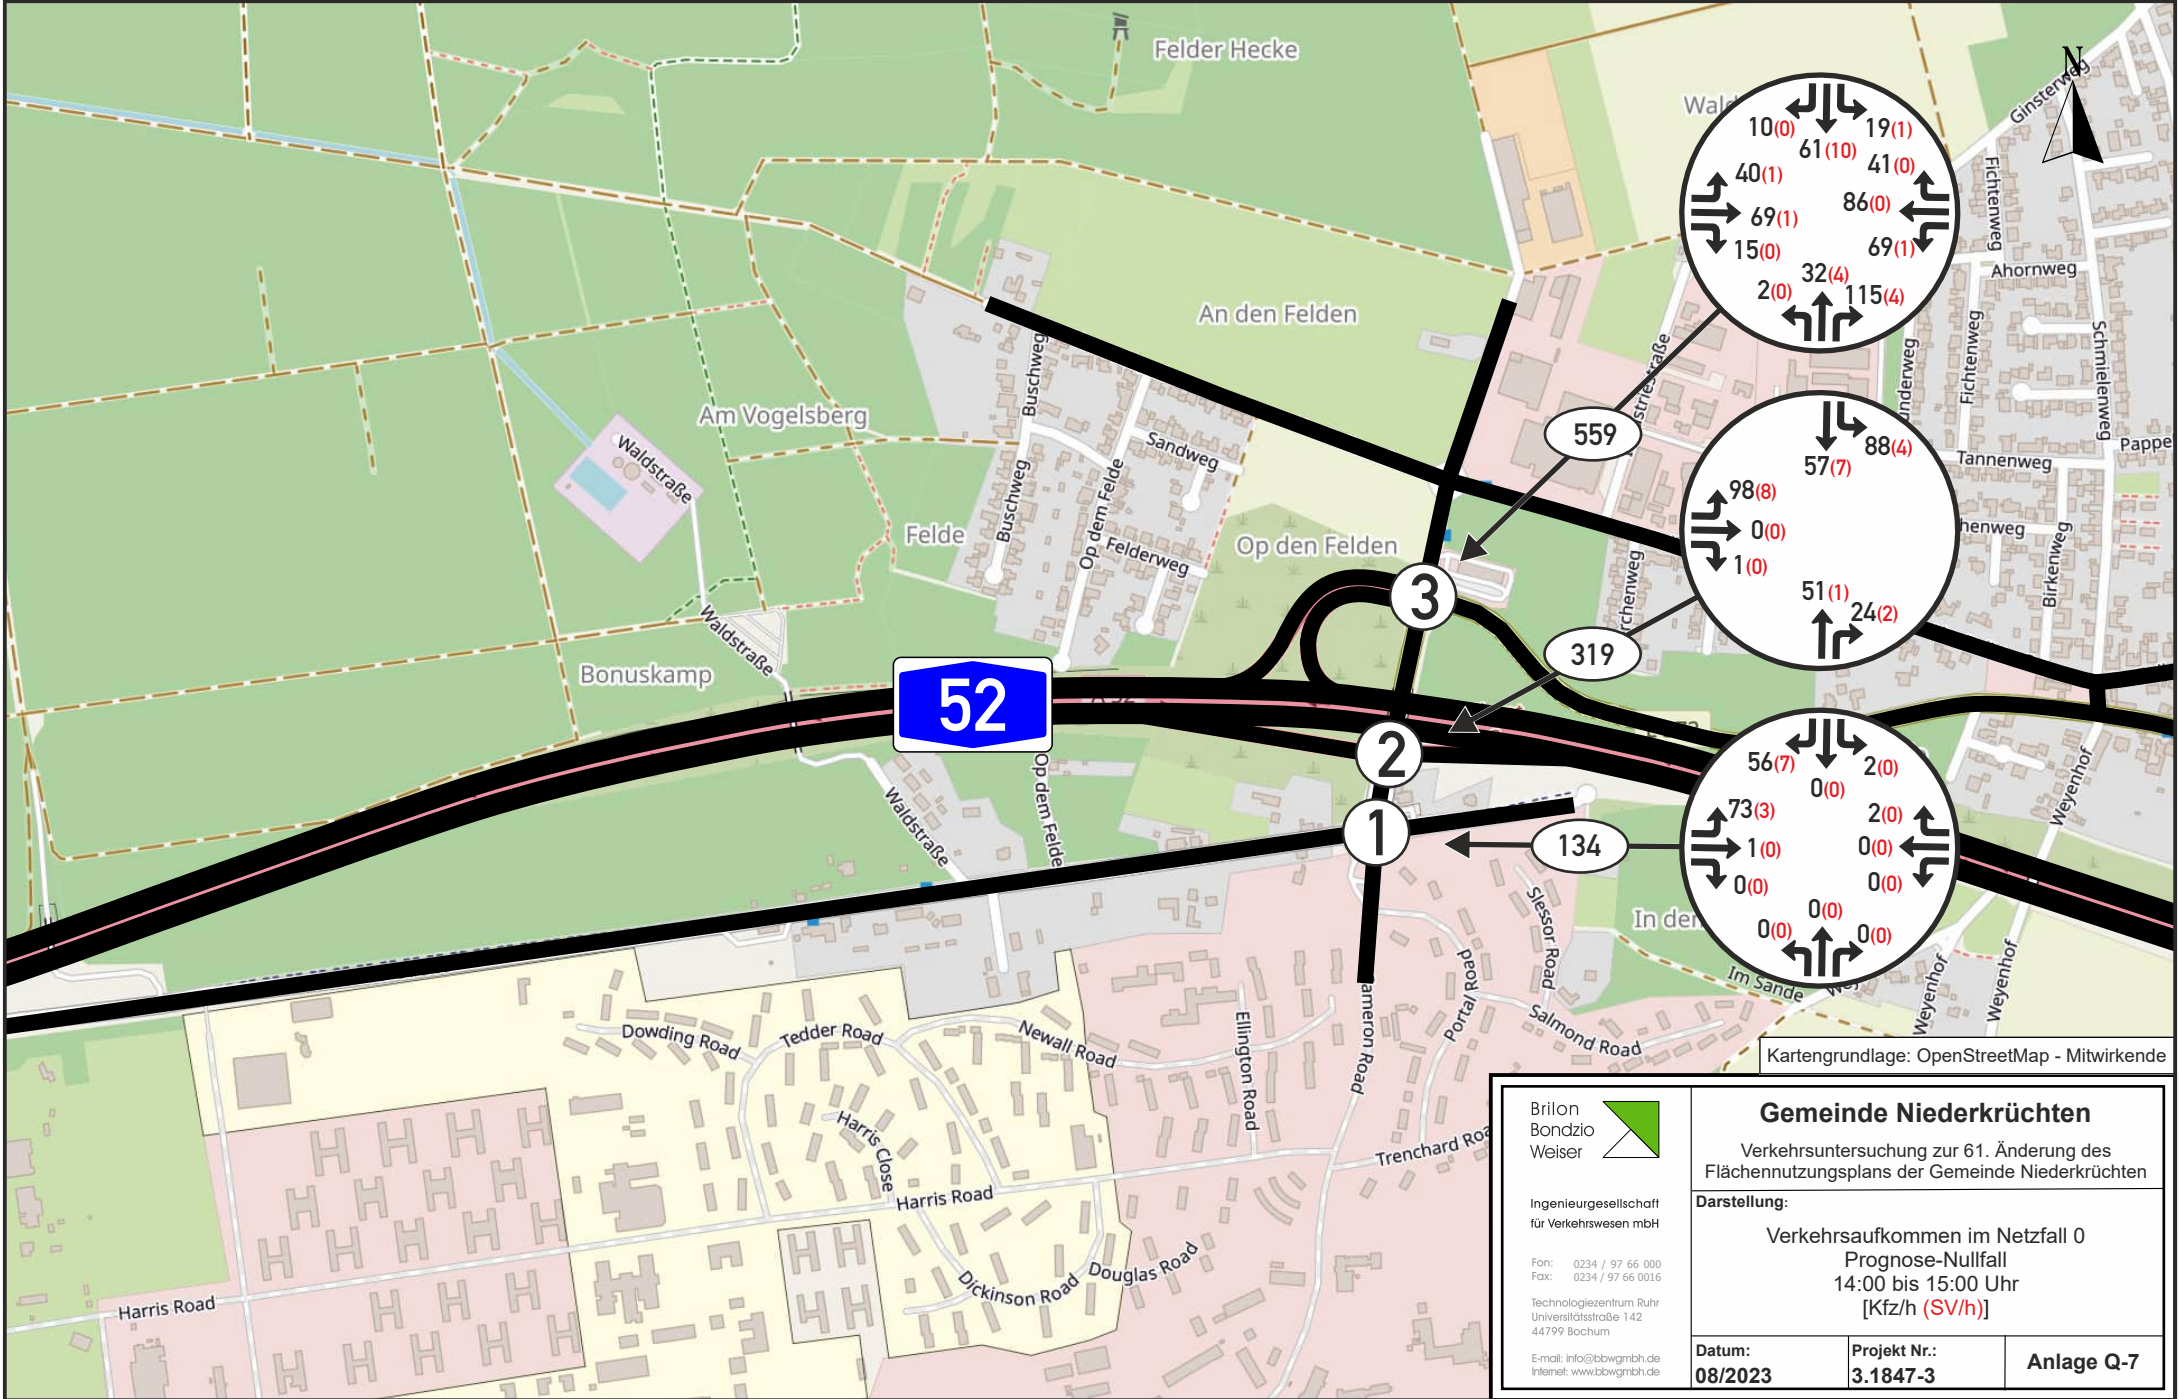 Felder Hecke
N
Ginsterweg
10(0)
61(10)
19(1)
41(0)
40(1)
86(0)
69(1)
15(0)
69(1)
32(4)
2(0)
115(4)
Fichtenweg
Ahornweg
Fichtenweg
Schmielenweg
An den Felden
Buschweg
Am Vogelsberg
Waldstraße
Sandweg
559
Tannenweg
88(4)
57(7)
98(8)
0(0)
1(0)
51(1)
24(2)
Birkenweg
Buschweg
Op dem Felde
Felderweg
Felde
Op den Felden
3
319
Waldstraße
Bonuskamp
52
2
1
134
56(7)
0(0)
2(0)
73(3)
2(0)
1(0)
0(0)
0(0)
0(0)
0(0)
0(0)
0(0)
Weyenhof
Op dem Felde
Waldstraße
Slessor Road
Portal Road
Salmond Road
Im Sande
Weyenhof
Weyenhof
Dowding Road
Tedder Road
Newall Road
Ellington Road
ameron Road
Harris Close
Harris Road
Trenchard Roa
Dickinson Road
Douglas Road
Harris Road
Kartengrundlage: OpenStreetMap - Mitwirkende
Brilon
Bondzio
Weiser
Ingenieurgesellschaft
für Verkehrswesen mbH
Fon: 0234 / 97 66 000
Fax: 0234 / 97 66 0016
Technologiezentrum Ruhr
Universitätsstraße 142
44799 Bochum
E-mail: info@bbwgmbh.de
Internet: www.bbwgmbh.de
Gemeinde Niederkrüchten
Verkehrsuntersuchung zur 61. Änderung des
Flächennutzungsplans der Gemeinde Niederkrüchten
Darstellung:
Verkehrsaufkommen im Netzfall 0
Prognose-Nullfall
14:00 bis 15:00 Uhr
[Kfz/h (SV/h)]
Datum:
08/2023
Projekt Nr.:
3.1847-3
Anlage Q-7